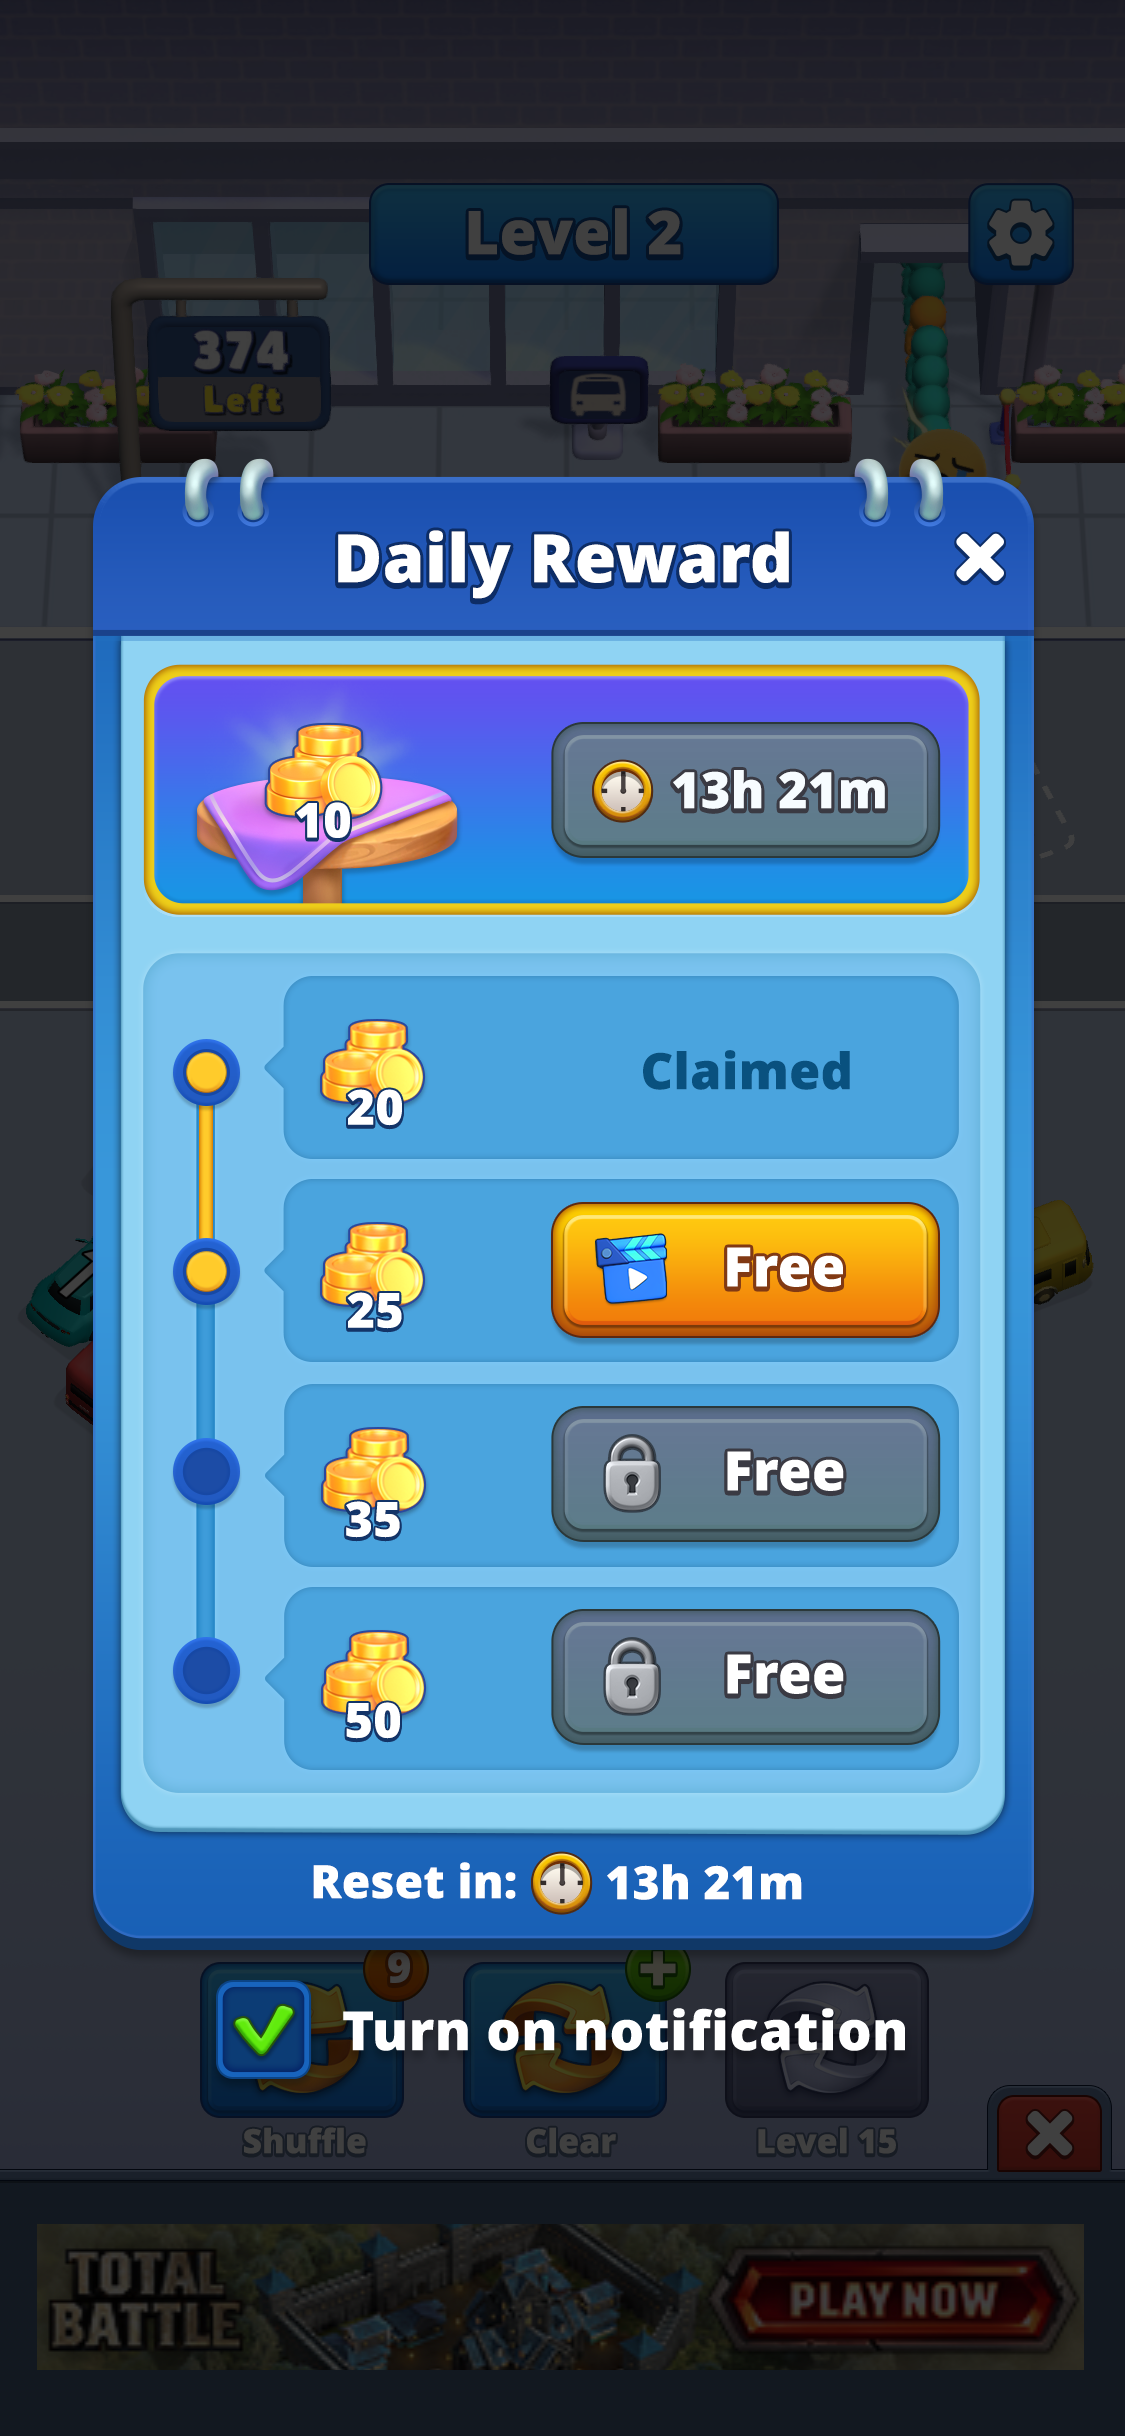 Level 2
374
Left
Daily Reward
10
13h 21m
20
Claimed
25
Free
35
Free
50
Free
Reset in: 13h 21m
9
Turn on notification
Shuffle
Clear
Level 15
TOTAL
BATTLE
PLAY NOW